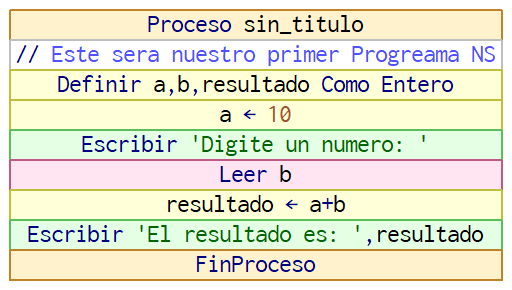 Proceso sin_titulo
// Este sera nuestro primer Progreama NS
Definir a,b,resultado Como Entero
a ← 10
Escribir 'Digite un numero: '
Leer b
resultado ← a+b
Escribir 'El resultado es: ',resultado
FinProceso